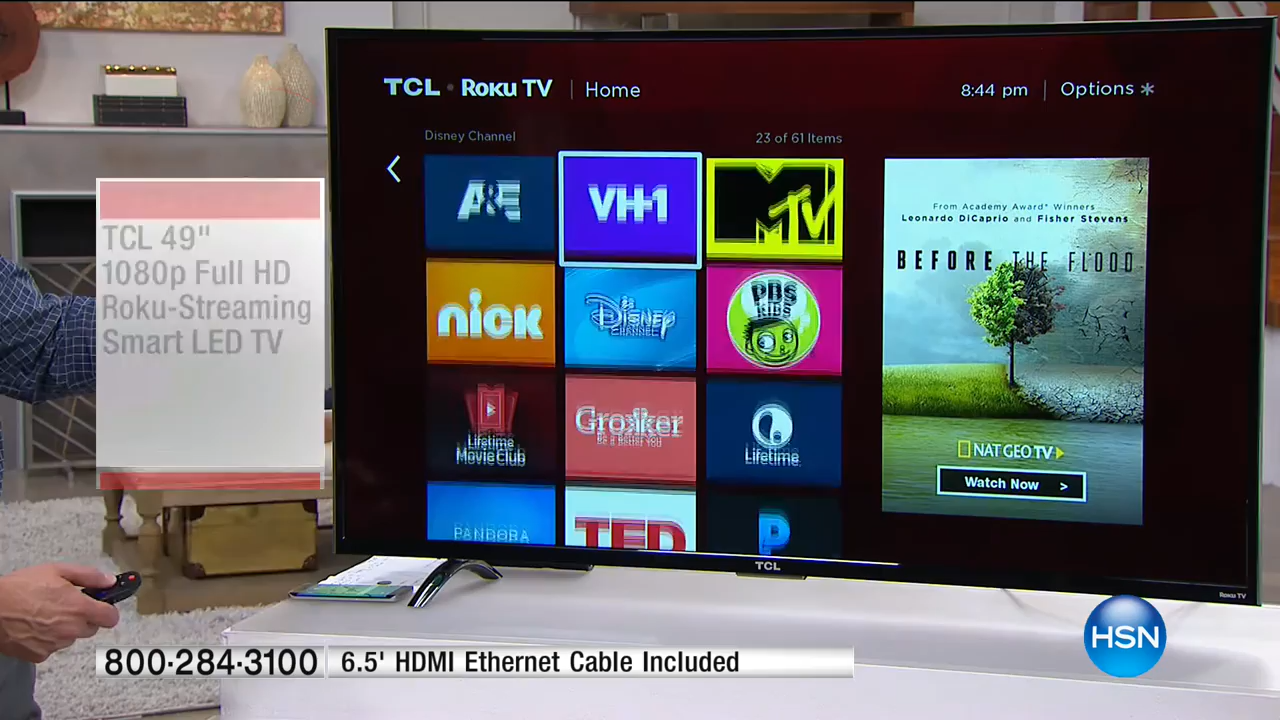 TCL • Roku TV | Home
8:44 pm | Options *
Disney Channel
23 of 61 Items
A&E
VH1
MTV
nick
Disney
CHANNEL
PBS
KIDS
Lifetime
Movie Club
Grokker
BE A BETTER YOU
Lifetime
PANDORA
TED
P
From Academy Award® Winners
Leonardo DiCaprio and Fisher Stevens
BEFORE THE FLOOD
NAT GEO TV
Watch Now >
TCL
Roku TV
TCL 49"
1080p Full HD
Roku-Streaming
Smart LED TV
HSN
800·284·3100
6.5' HDMI Ethernet Cable Included